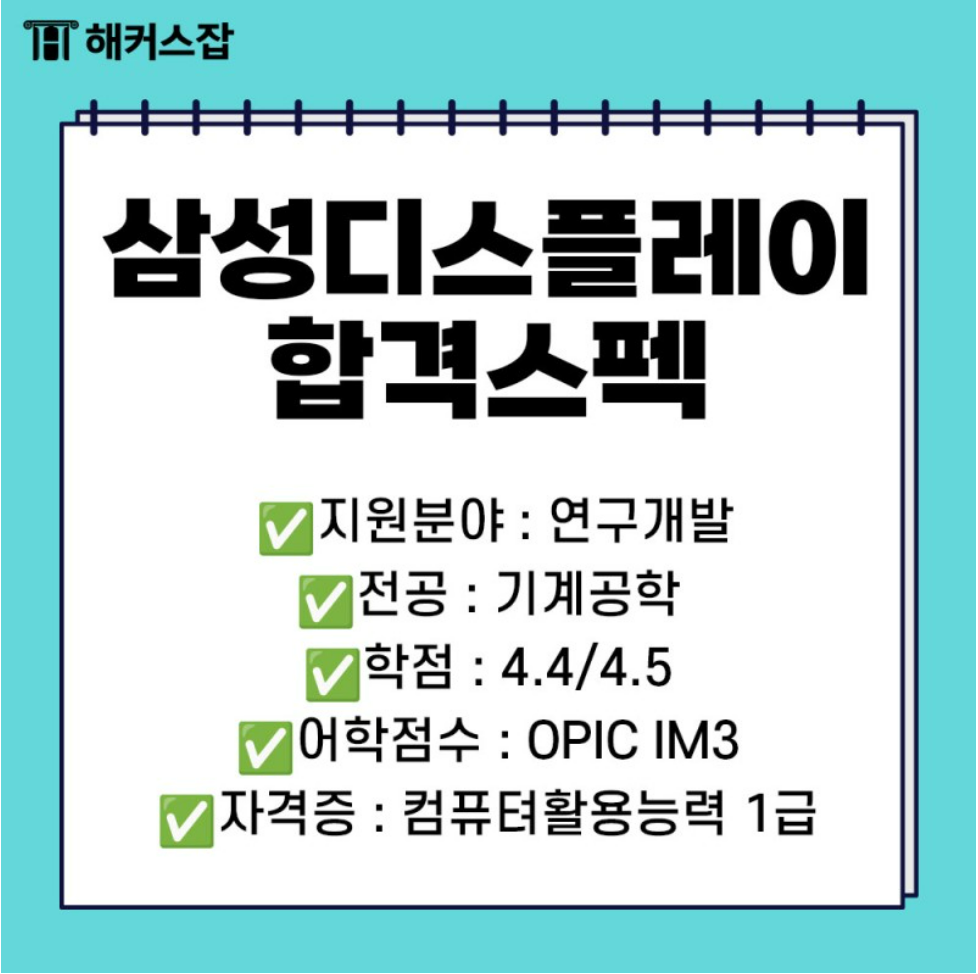 해커스잡
삼성디스플레이
합격스펙
✅지원분야 : 연구개발
✅전공 : 기계공학
✅학점 : 4.4/4.5
✅어학점수 : OPIC IM3
✅자격증 : 컴퓨터활용능력 1급